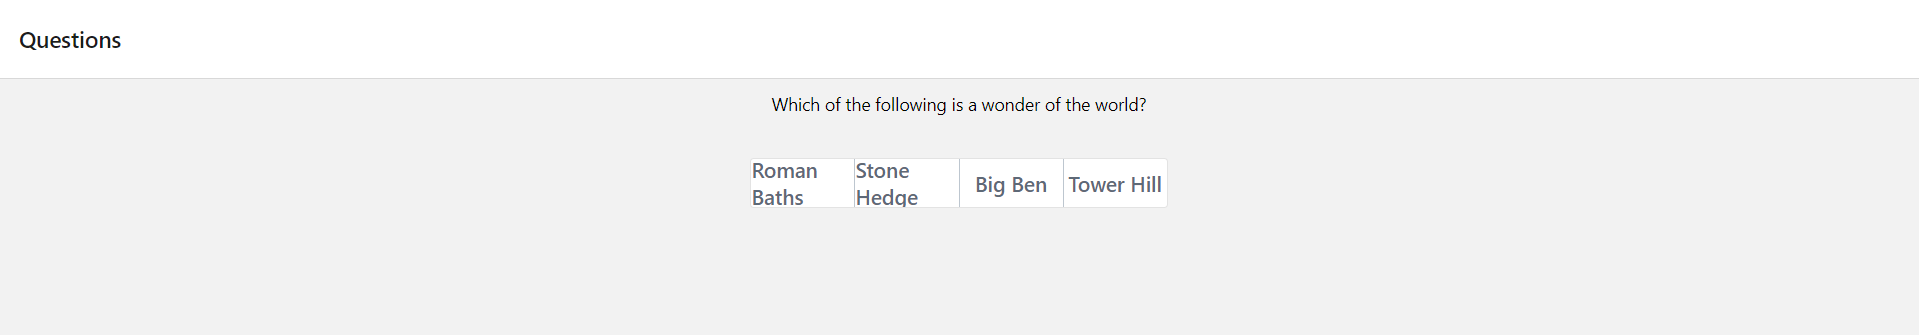 Questions
Which of the following is a wonder of the world?
Roman Stone
Baths Hedge Big Ben Tower Hill